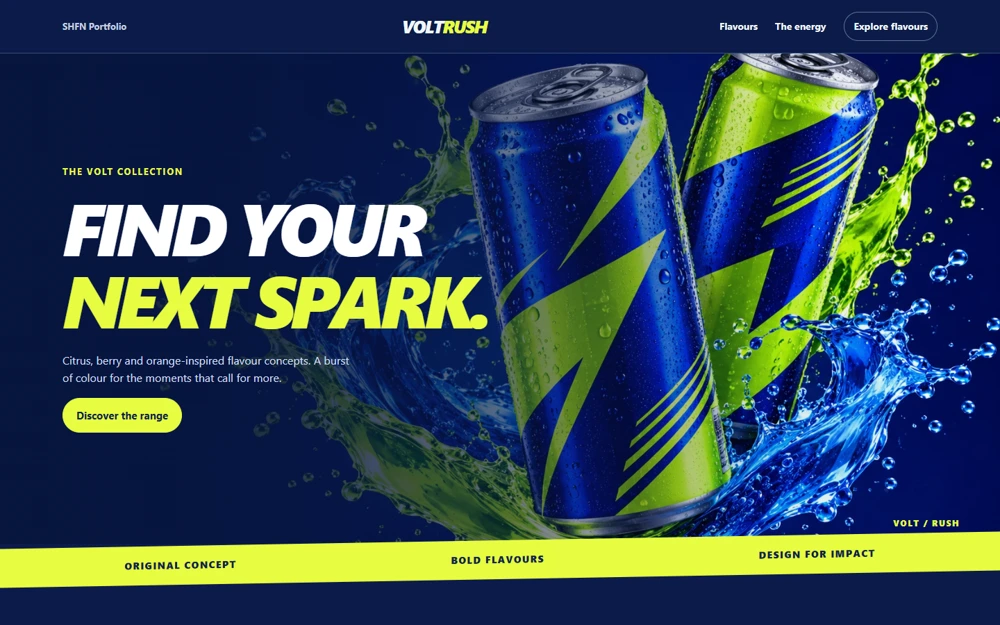 SHFN Portfolio
VOLTRUSH
Flavours
The energy
Explore flavours
THE VOLT COLLECTION
FIND YOUR
NEXT SPARK.
Citrus, berry and orange-inspired flavour concepts. A burst
of colour for the moments that call for more.
Discover the range
VOLT / RUSH
ORIGINAL CONCEPT
BOLD FLAVOURS
DESIGN FOR IMPACT